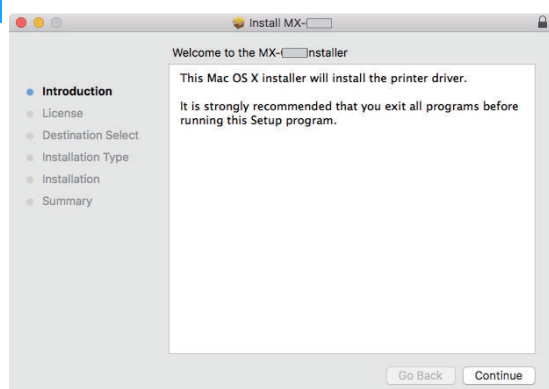 Install MX-
Welcome to the MX- nstaller
Introduction
License
Destination Select
Installation Type
Installation
Summary
This Mac OS X installer will install the printer driver.
It is strongly recommended that you exit all programs before
running this Setup program.
Go Back
Continue